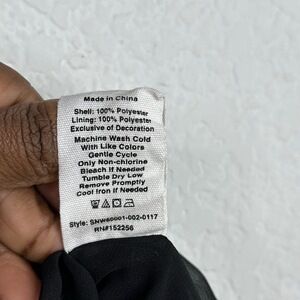 Made in China
Shell: 100% Polyester
Lining: 100% Polyester
Exclusive of Decoration
Machine Wash Cold
With Like Colors
Gentle Cycle
Only Non-chlorine
Bleach If Needed
Tumble Dry Low
Remove Promptly
Cool Iron if Needed
Style: SNW60001-002-0117
RN#152256